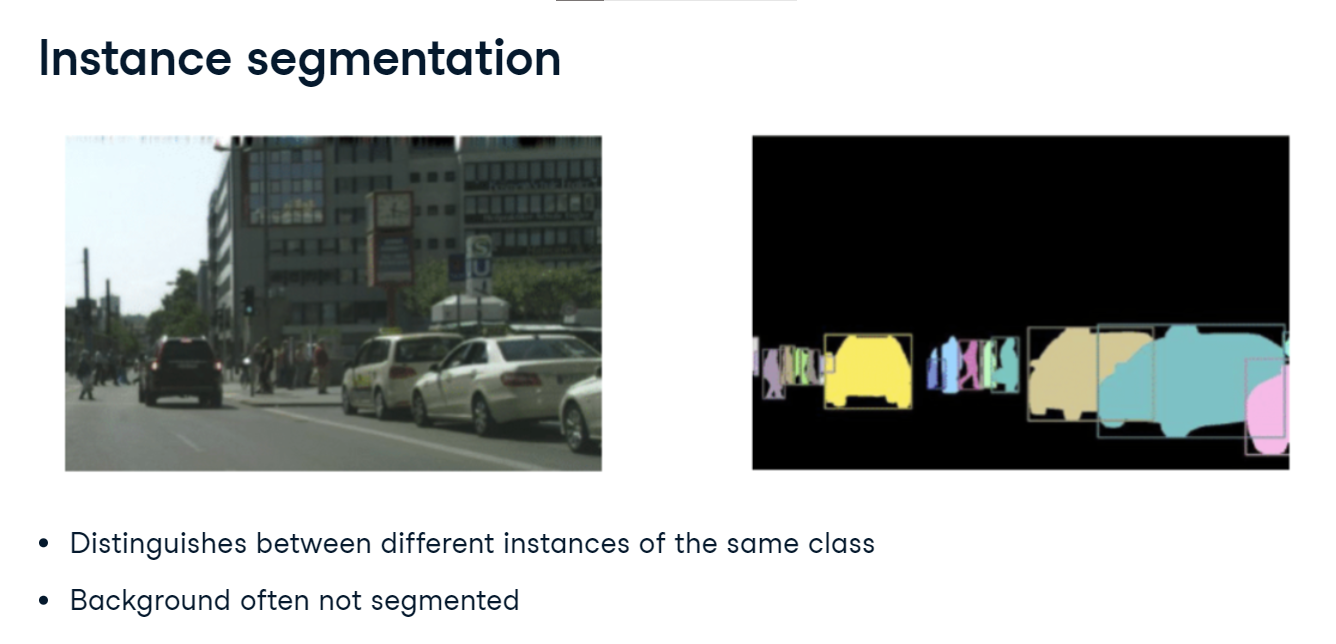 Instance segmentation
S
U
• Distinguishes between different instances of the same class
• Background often not segmented